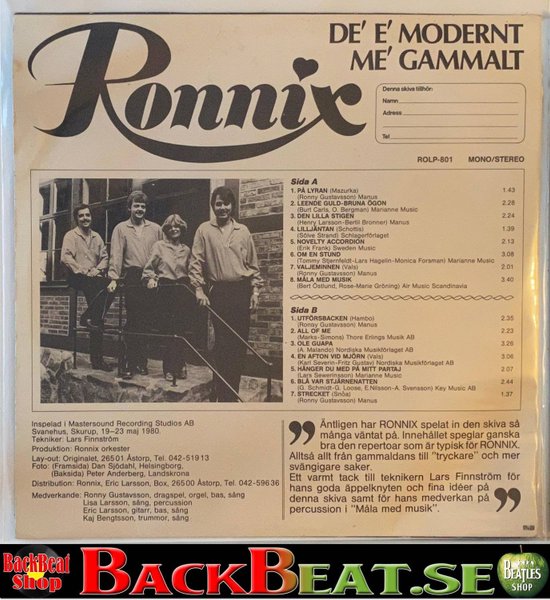 Ronnix
DE' E' MODERNT
ME' GAMMALT
Denna skiva tillhör:
Namn
Adress
Tel
ROLP-801 MONO/STEREO
Sida A
1. PÅ LYRAN (Mazurka) 1.43
(Ronny Gustavsson) Manus
2. LEENDE GULD-BRUNA ÖGON 2.28
(Burt Carls, O. Bergman) Marianne Music
3. DEN LILLA STIGEN 2.24
(Henry Larsson-Bertil Bronner) Manus
4. LILLJÄNTAN (Schottis) 1.39
(Sölve Strand) Schlagerförlaget
5. NOVELTY ACCORDION 2.13
(Erik Frank) Sweden Music
6. OM EN STUND 3.08
(Tommy Stjernfeldt-Lars Hagelin-Monica Forsman) Marianne Music
7. VALJEMINNEN (Vals) 2.01
(Ronny Gustavsson) Manus
8. MÅLA MED MUSIK 3.40
(Bert Östlund, Rose-Marie Gröning) Air Music Scandinavia
Sida B
1. UTFÖRSBACKEN (Hambo) 2.35
(Ronny Gustavsson) Manus
2. ALL OF ME 2.23
(Marks-Simons) Thore Erlings Musik AB
3. OLE GUAPA 3.26
(A. Malando) Nordiska Musikförlaget AB
4. EN AFTON VID MJÖRN (Vals) 3.06
(Karl Severin-Fritz Gustav) Nordiska Musikförlaget AB
5. HÄNGER DU MED PÅ MITT PARTAJ 2.07
(Lars Sewerinsson) Marianne Music
6. BLÅ VAR STJÄRNENATTEN 2.44
(G. Schmidt-G. Loose, E.Nilsson-A. Svensson) Key Music AB
7. STRECKET (Snöa) 1.37
(Ronny Gustavsson) Manus
Inspelad i Mastersound Recording Studios AB
Svanehus, Skurup, 19–23 maj 1980.
Tekniker: Lars Finnström
Produktion: Ronnix orkester
Lay-out: Originalet, 26501 Åstorp, Tel. 042-51913
Foto: (Framsida) Dan Sjödahl, Helsingborg,
(Baksida) Peter Anderberg, Landskrona
Distribution: Ronnix, Eric Larsson, Box, 26500 Åstorp, Tel. 042-59636
Medverkande: Ronny Gustavsson, dragspel, orgel, bas, sång
Lisa Larsson, sång, percussion
Eric Larsson, gitarr, bas, sång
Kaj Bengtsson, trummor, sång
”Äntligen har RONNIX spelat in den skiva så
många väntat på. Innehållet speglar ganska
bra den repertoar som är typisk för RONNIX.
Alltså allt från gammaldans till "tryckare" och mer
svängigare saker.
Ett varmt tack till teknikern Lars Finnström för
hans goda äppelknyten och fina idéer på
denna skiva samt för hans medverkan på
percussion i "Måla med musik".”
BackBeat
Shop
BACKBEAT.SE
BEATLES
SHOP